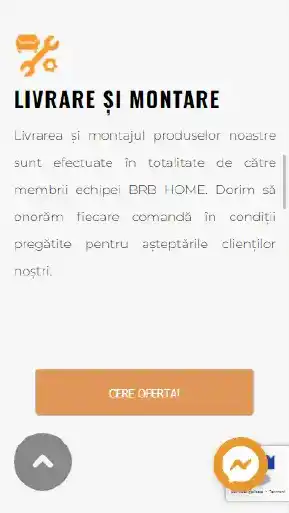 LIVRARE ȘI MONTARE
Livrarea și montajul produselor noastre
sunt efectuate în totalitate de către
membrii echipei BRB HOME. Dorim să
onorăm fiecare comandă în condiții
pregătite pentru așteptările clienților
noștri.
CERE OFERTA!